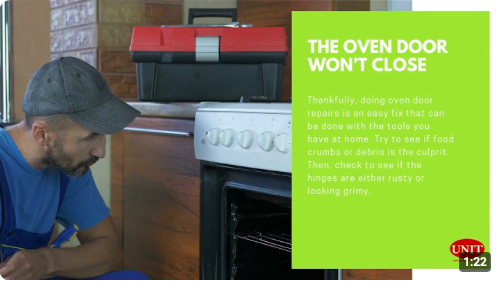 THE OVEN DOOR
WON'T CLOSE
Thankfully, doing oven door
repairs is an easy fix that can
be done with the tools you
have at home. Try to see if food
crumbs or debris is the culprit.
Then, check to see if the
hinges are either rusty or
looking grimy.
UNIT
1:22